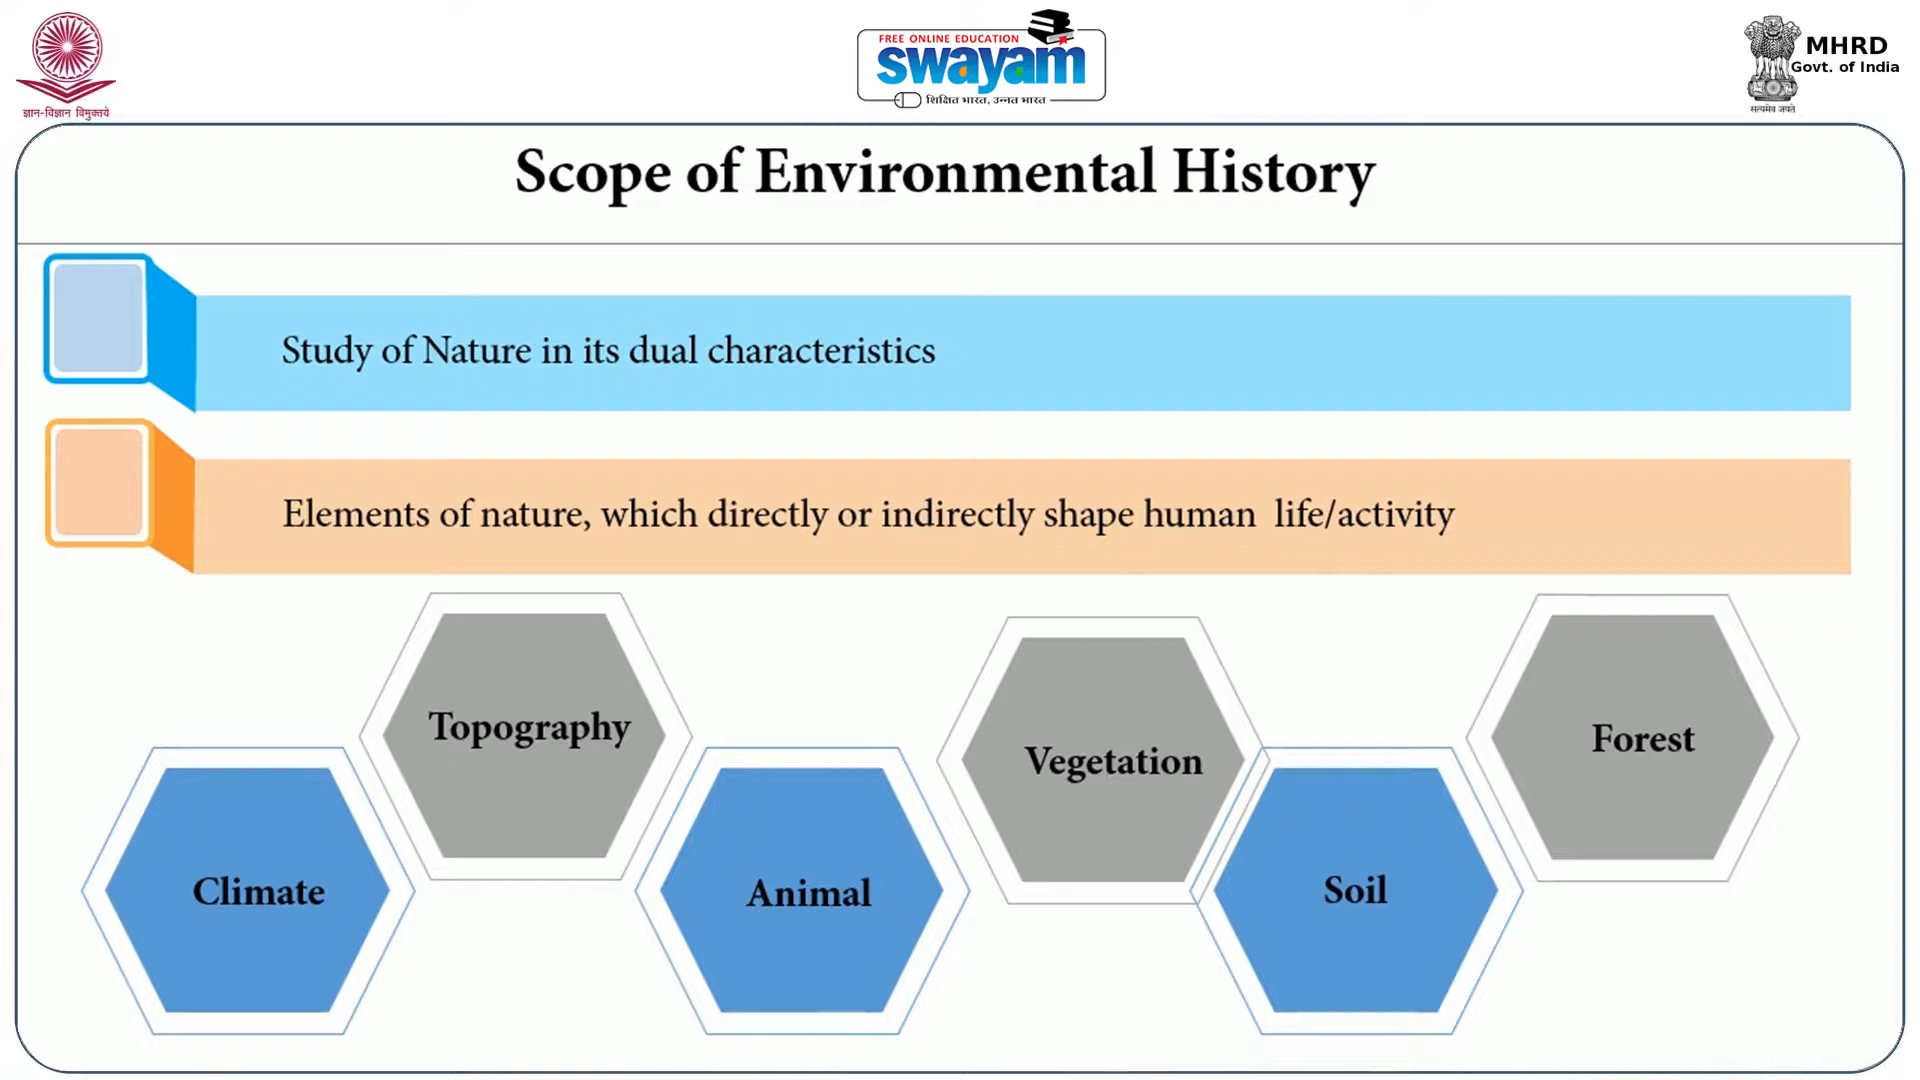 ज्ञान-विज्ञान विमुक्तये
FREE ONLINE EDUCATION
swayam
शिक्षित भारत, उन्नत भारत
MHRD
Govt. of India
सत्यमेव जयते
Scope of Environmental History
Study of Nature in its dual characteristics
Elements of nature, which directly or indirectly shape human life/activity
Topography
Vegetation
Forest
Climate
Animal
Soil